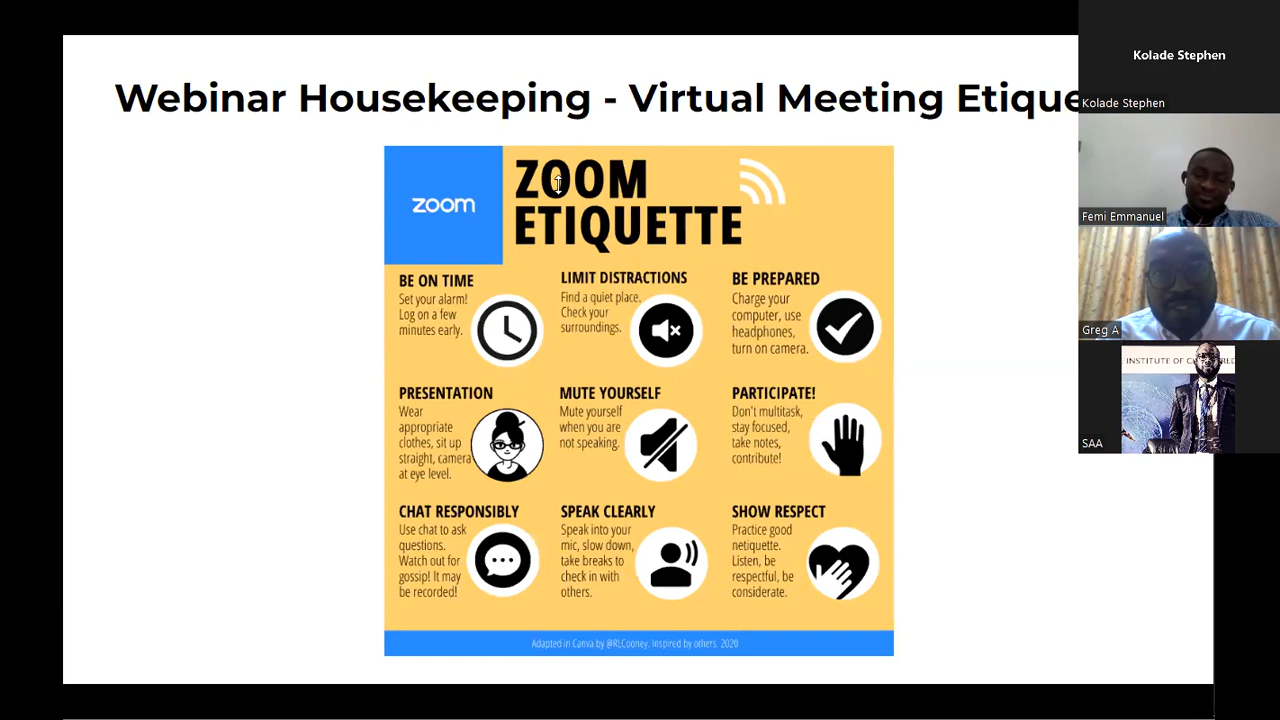 Webinar Housekeeping - Virtual Meeting Etique
zoom
ZOOM
ETIQUETTE
BE ON TIME
Set your alarm!
Log on a few
minutes early.
LIMIT DISTRACTIONS
Find a quiet place.
Check your
surroundings.
BE PREPARED
Charge your
computer, use
headphones,
turn on camera.
PRESENTATION
Wear
appropriate
clothes, sit up
straight, camera
at eye level.
MUTE YOURSELF
Mute yourself
when you are
not speaking.
PARTICIPATE!
Don't multitask,
stay focused,
take notes,
contribute!
CHAT RESPONSIBLY
Use chat to ask
questions.
Watch out for
gossip! It may
be recorded!
SPEAK CLEARLY
Speak into your
mic, slow down,
take breaks to
check in with
others.
SHOW RESPECT
Practice good
netiquette.
Listen, be
respectful, be
considerate.
Adapted in Canva by @RLCooney. Inspired by others. 2020
Kolade Stephen
Kolade Stephen
Femi Emmanuel
Greg A
INSTITUTE OF C
SAA